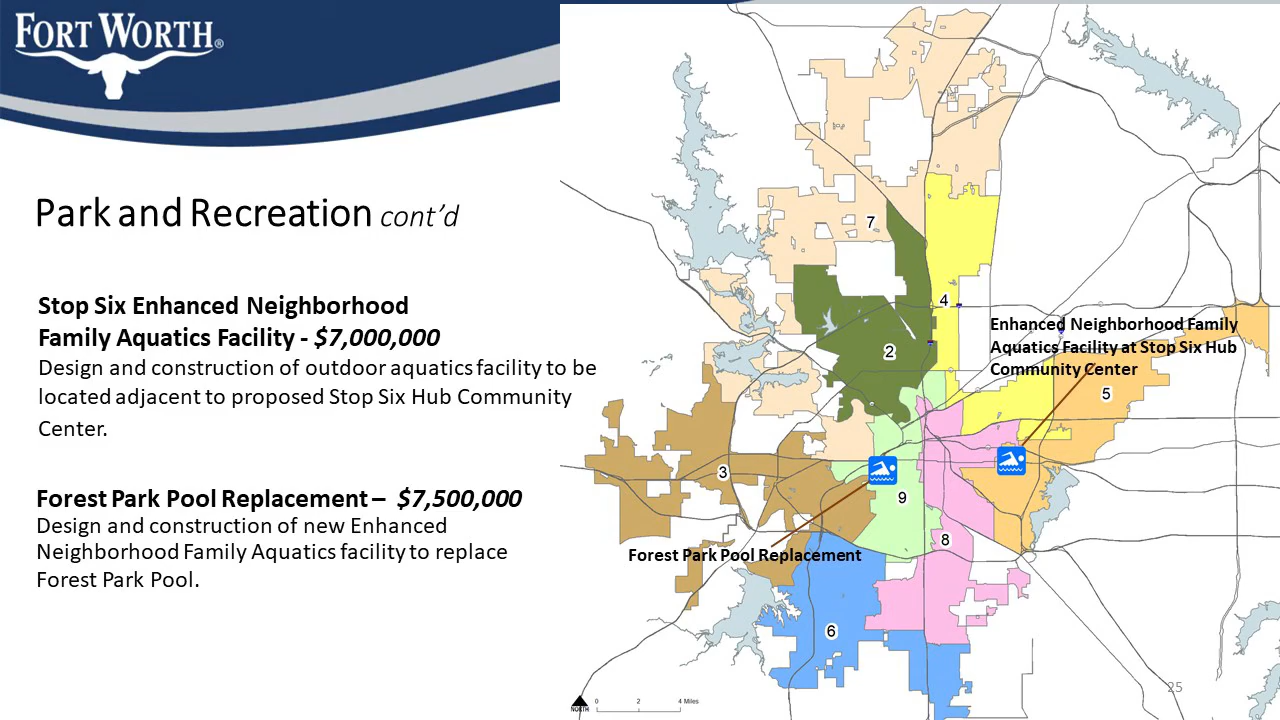 FORT WORTH®
Park and Recreation cont’d
Stop Six Enhanced Neighborhood
Family Aquatics Facility - $7,000,000
Design and construction of outdoor aquatics facility to be
located adjacent to proposed Stop Six Hub Community
Center.
Forest Park Pool Replacement – $7,500,000
Design and construction of new Enhanced
Neighborhood Family Aquatics facility to replace
Forest Park Pool.
7
4
Enhanced Neighborhood Family
Aquatics Facility at Stop Six Hub
Community Center
2
5
3
9
8
Forest Park Pool Replacement
6
25
NORTH
0 2 4 Miles